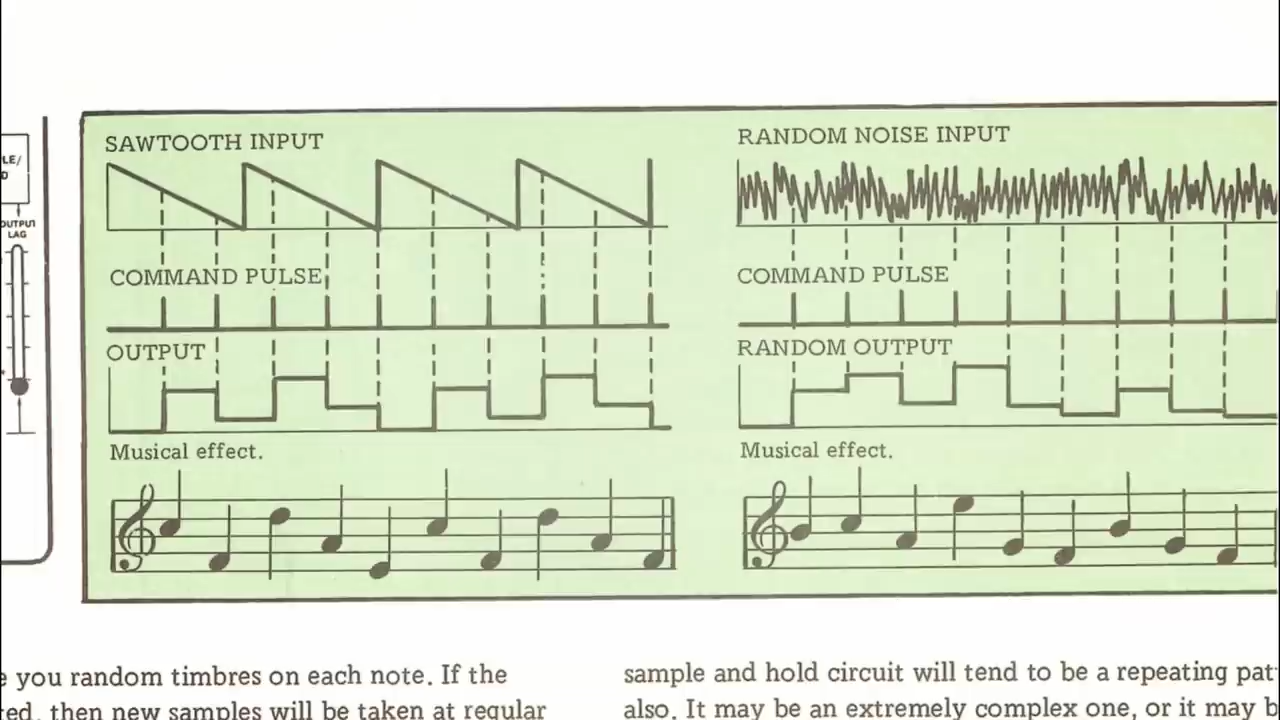 OUTPUT
LAG
SAWTOOTH INPUT
COMMAND PULSE
OUTPUT
Musical effect.
RANDOM NOISE INPUT
COMMAND PULSE
RANDOM OUTPUT
Musical effect.
you random timbres on each note. If the
then new samples will be taken at regular
sample and hold circuit will tend to be a repeating
also. It may be an extremely complex one, or it may